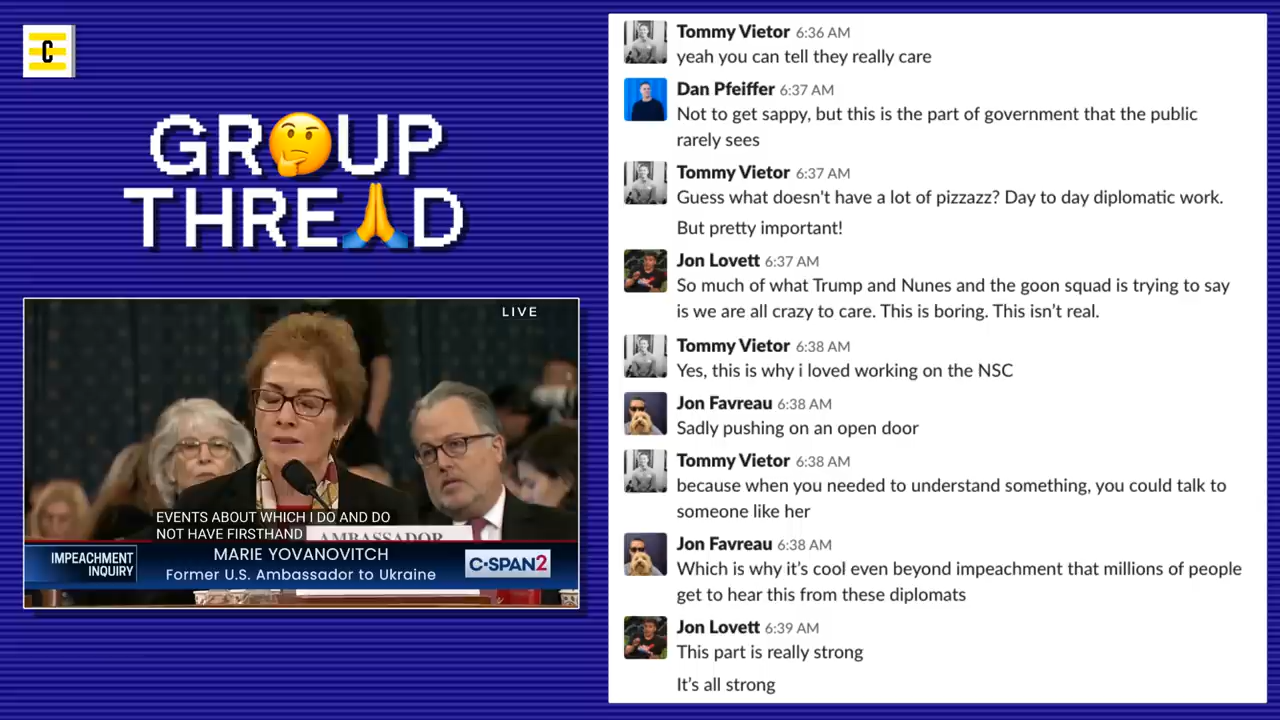 C
GR🤔UP
THRE🙏D
LIVE
EVENTS ABOUT WHICH I DO AND DO
NOT HAVE FIRSTHAND
AMBASSADOR
IMPEACHMENT
INQUIRY
MARIE YOVANOVITCH
Former U.S. Ambassador to Ukraine
C-SPAN2
Tommy Vietor 6:36 AM
yeah you can tell they really care
Dan Pfeiffer 6:37 AM
Not to get sappy, but this is the part of government that the public
rarely sees
Tommy Vietor 6:37 AM
Guess what doesn't have a lot of pizzazz? Day to day diplomatic work.
But pretty important!
Jon Lovett 6:37 AM
So much of what Trump and Nunes and the goon squad is trying to say
is we are all crazy to care. This is boring. This isn’t real.
Tommy Vietor 6:38 AM
Yes, this is why i loved working on the NSC
Jon Favreau 6:38 AM
Sadly pushing on an open door
Tommy Vietor 6:38 AM
because when you needed to understand something, you could talk to
someone like her
Jon Favreau 6:38 AM
Which is why it’s cool even beyond impeachment that millions of people
get to hear this from these diplomats
Jon Lovett 6:39 AM
This part is really strong
It’s all strong